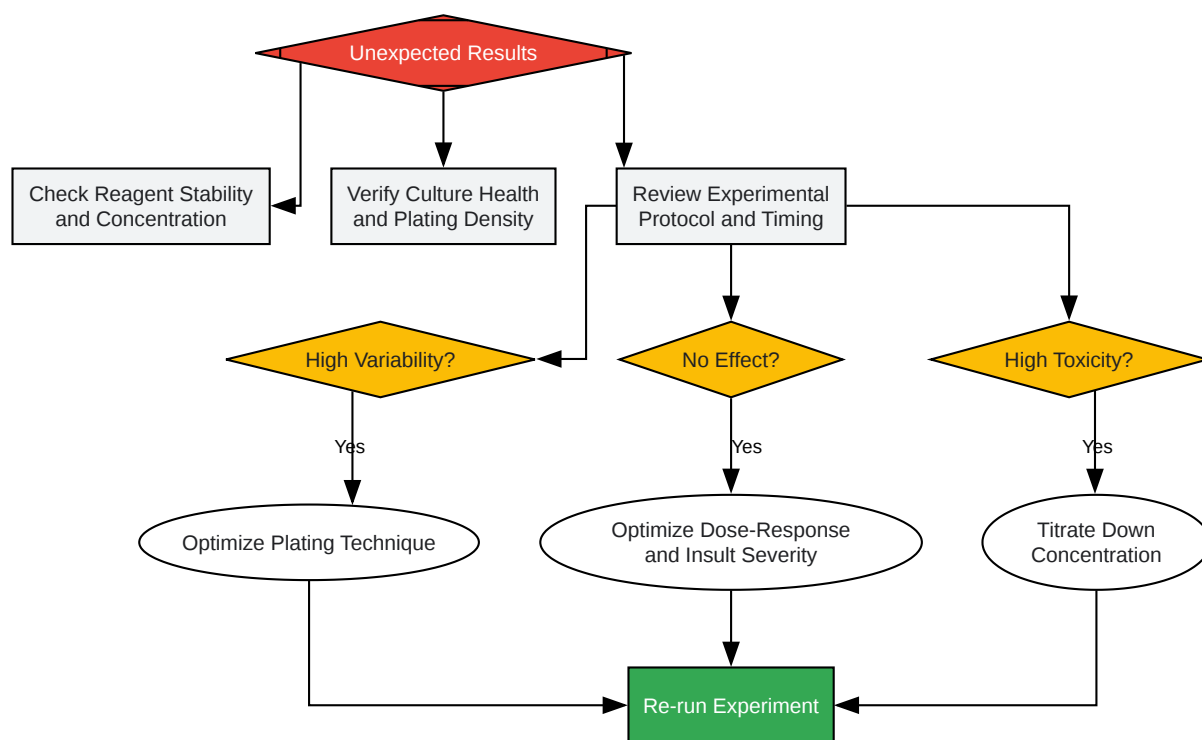 Unexpected Results
Check Reagent Stability
and Concentration
Verify Culture Health
and Plating Density
Review Experimental
Protocol and Timing
High Variability?
No Effect?
High Toxicity?
Yes
Yes
Yes
Optimize Plating Technique
Optimize Dose-Response
and Insult Severity
Titrate Down
Concentration
Re-run Experiment